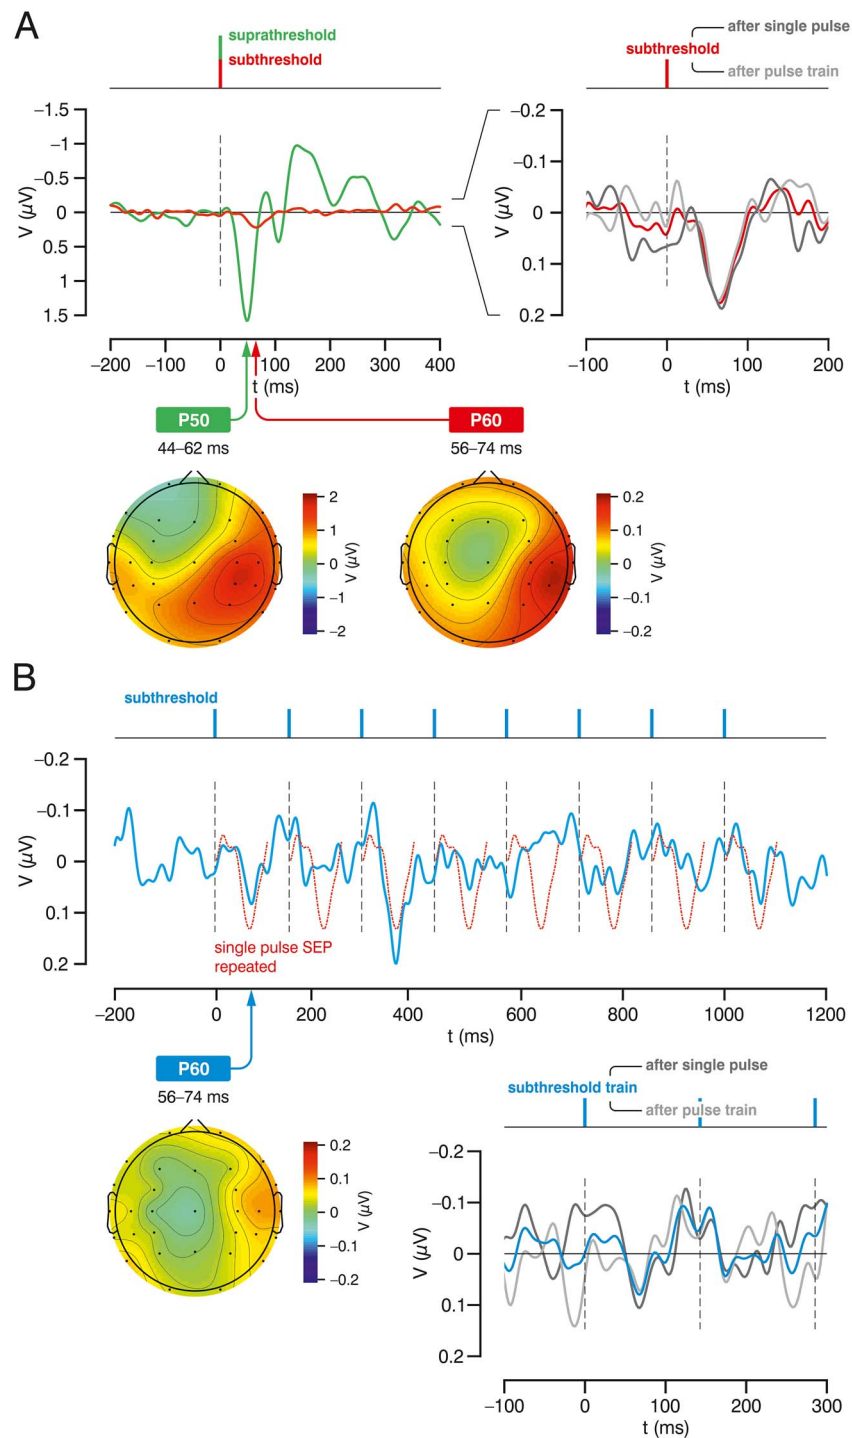 A
suprathreshold
subthreshold
−1.5
−1
−0.5
0
0.5
1
1.5
V (µV)
−200 −100 0 100 200 300 400
t (ms)
subthreshold
after single pulse
after pulse train
−0.2
−0.1
0
0.1
0.2
V (µV)
−100 0 100 200
t (ms)
P50
44–62 ms
2
1
0
−1
−2
V (µV)
P60
56–74 ms
0.2
0.1
0
−0.1
−0.2
V (µV)
B
subthreshold
−0.2
−0.1
0
0.1
0.2
V (µV)
single pulse SEP
repeated
−200 0 200 400 600 800 1000 1200
t (ms)
P60
56–74 ms
0.2
0.1
0
−0.1
−0.2
V (µV)
after single pulse
subthreshold train
after pulse train
−0.2
−0.1
0
0.1
0.2
V (µV)
−100 0 100 200 300
t (ms)